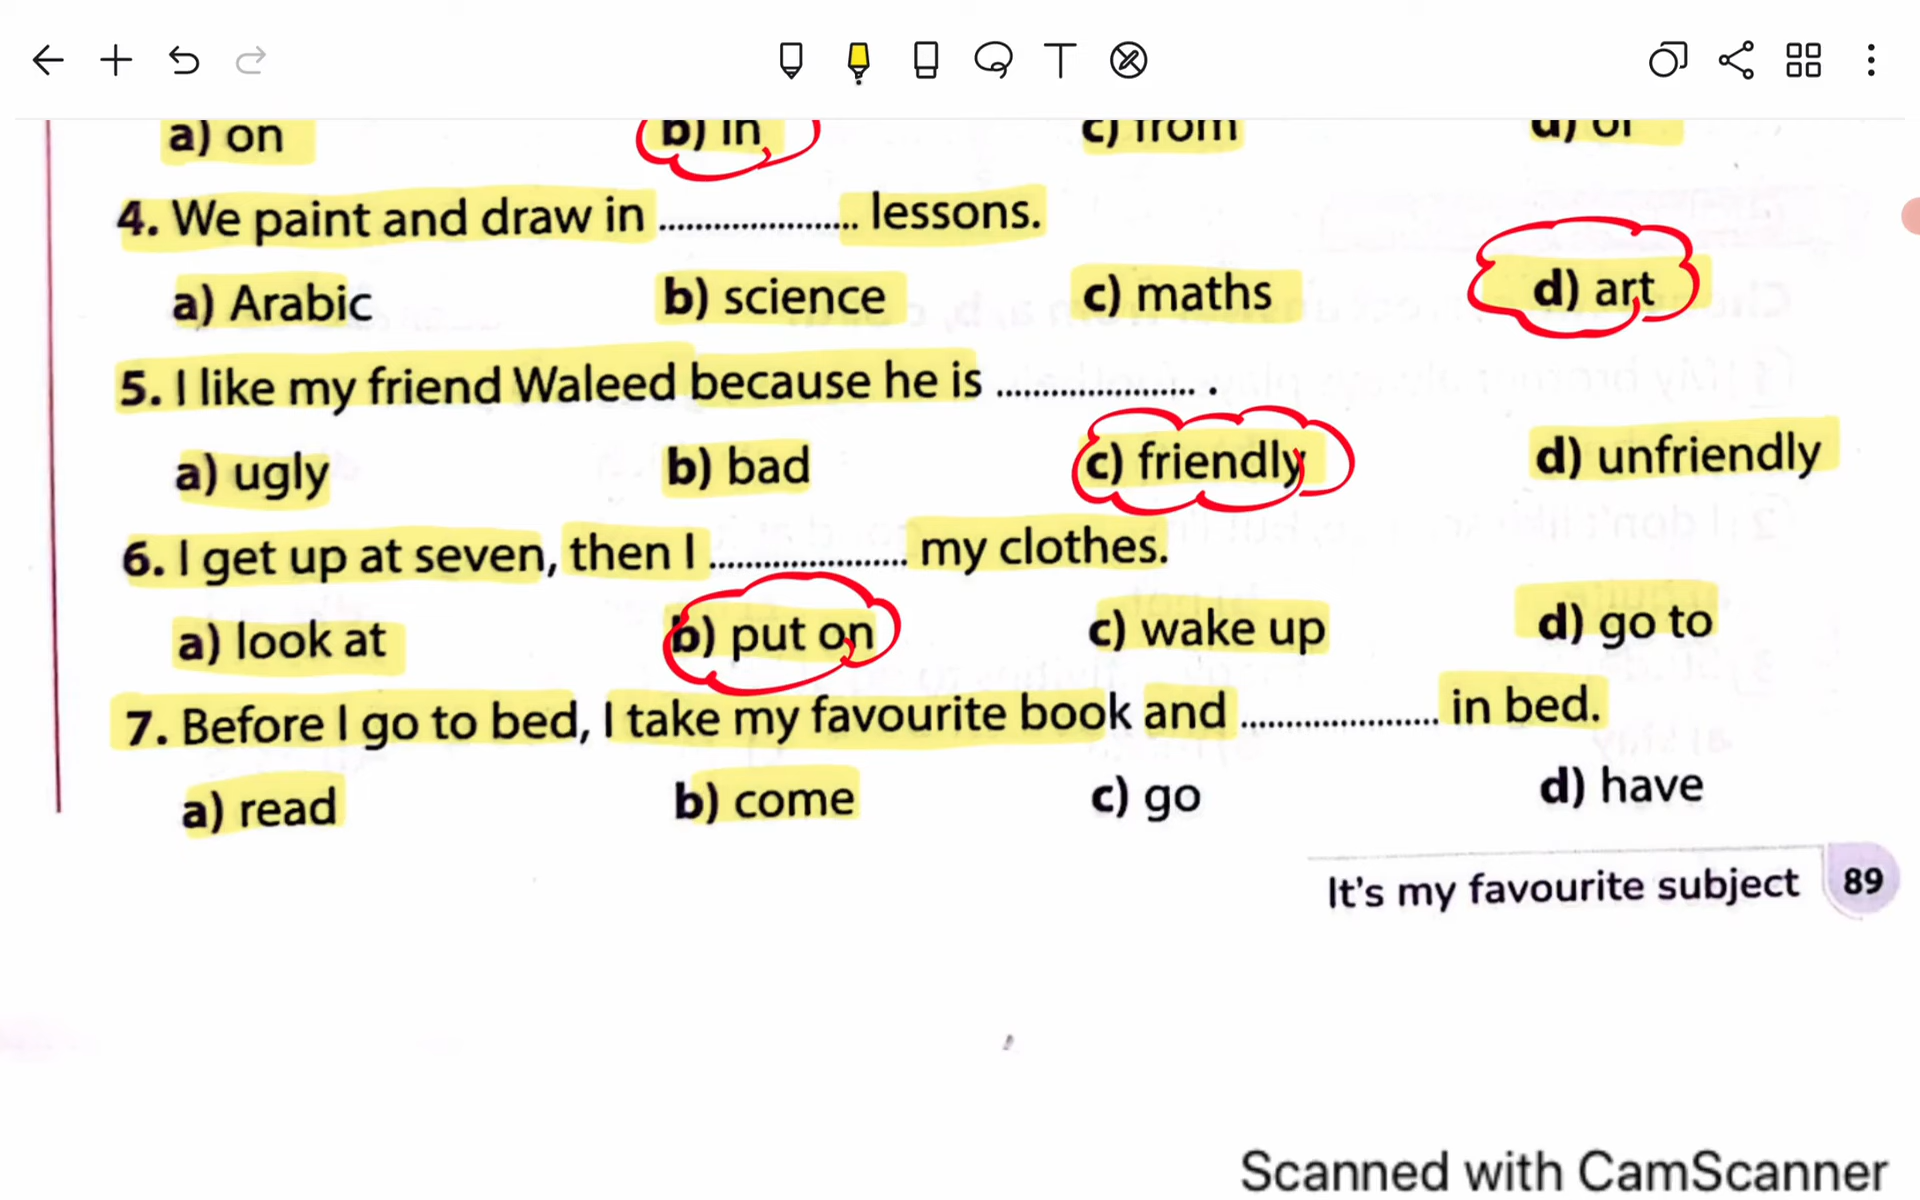 a) on b) in c) from d) of
4. We paint and draw in .................... lessons.
a) Arabic b) science c) maths d) art
5. I like my friend Waleed because he is .................... .
a) ugly b) bad c) friendly d) unfriendly
6. I get up at seven, then I .................... my clothes.
a) look at b) put on c) wake up d) go to
7. Before I go to bed, I take my favourite book and .................... in bed.
a) read b) come c) go d) have
It's my favourite subject 89
Scanned with CamScanner